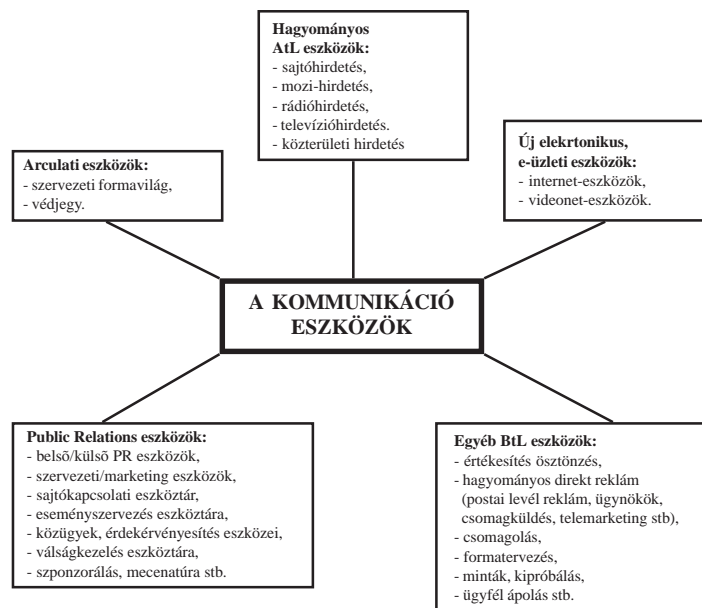 Hagyományos
AtL eszközök:
- sajtóhirdetés,
- mozi-hirdetés,
- rádióhirdetés,
- televízióhirdetés.
- közterületi hirdetés
Arculati eszközök:
- szervezeti formavilág,
- védjegy.
Új elekrtonikus,
e-üzleti eszközök:
- internet-eszközök,
- videonet-eszközök.
A KOMMUNIKÁCIÓ
ESZKÖZÖK
Public Relations eszközök:
- belsõ/külsõ PR eszközök,
- szervezeti/marketing eszközök,
- sajtókapcsolati eszköztár,
- eseményszervezés eszköztára,
- közügyek, érdekérvényesítés eszközei,
- válságkezelés eszköztára,
- szponzorálás, mecenatúra stb.
Egyéb BtL eszközök:
- értékesítés ösztönzés,
- hagyományos direkt reklám
(postai levél reklám, ügynökök,
csomagküldés, telemarketing stb),
- csomagolás,
- formatervezés,
- minták, kipróbálás,
- ügyfél ápolás stb.